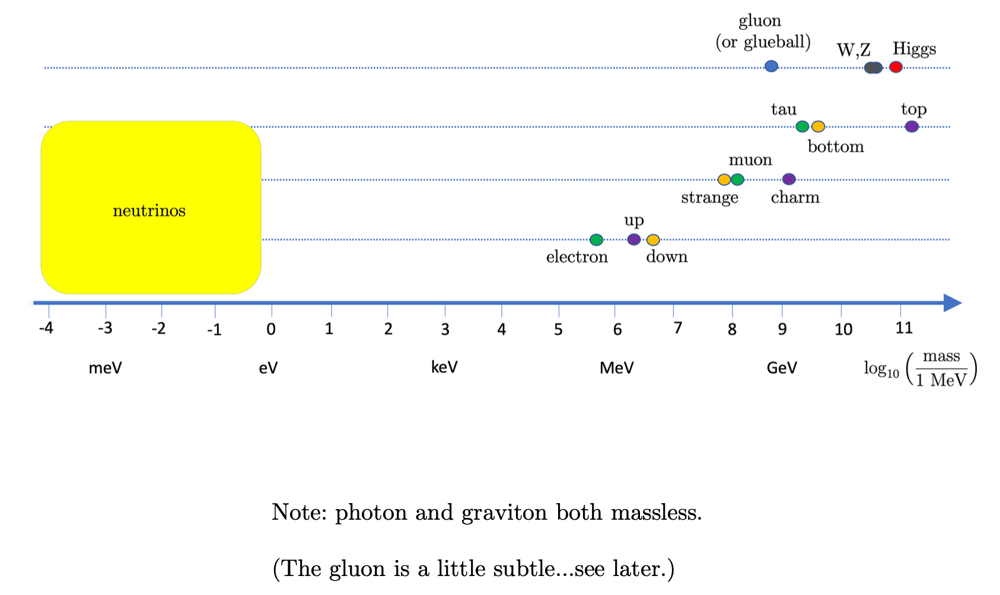 gluon
(or glueball)
W,Z
Higgs
tau
top
bottom
muon
strange
charm
neutrinos
up
electron
down
-4 -3 -2 -1 0 1 2 3 4 5 6 7 8 9 10 11
meV eV keV MeV GeV
log10 (mass / 1 MeV)
Note: photon and graviton both massless.
(The gluon is a little subtle...see later.)